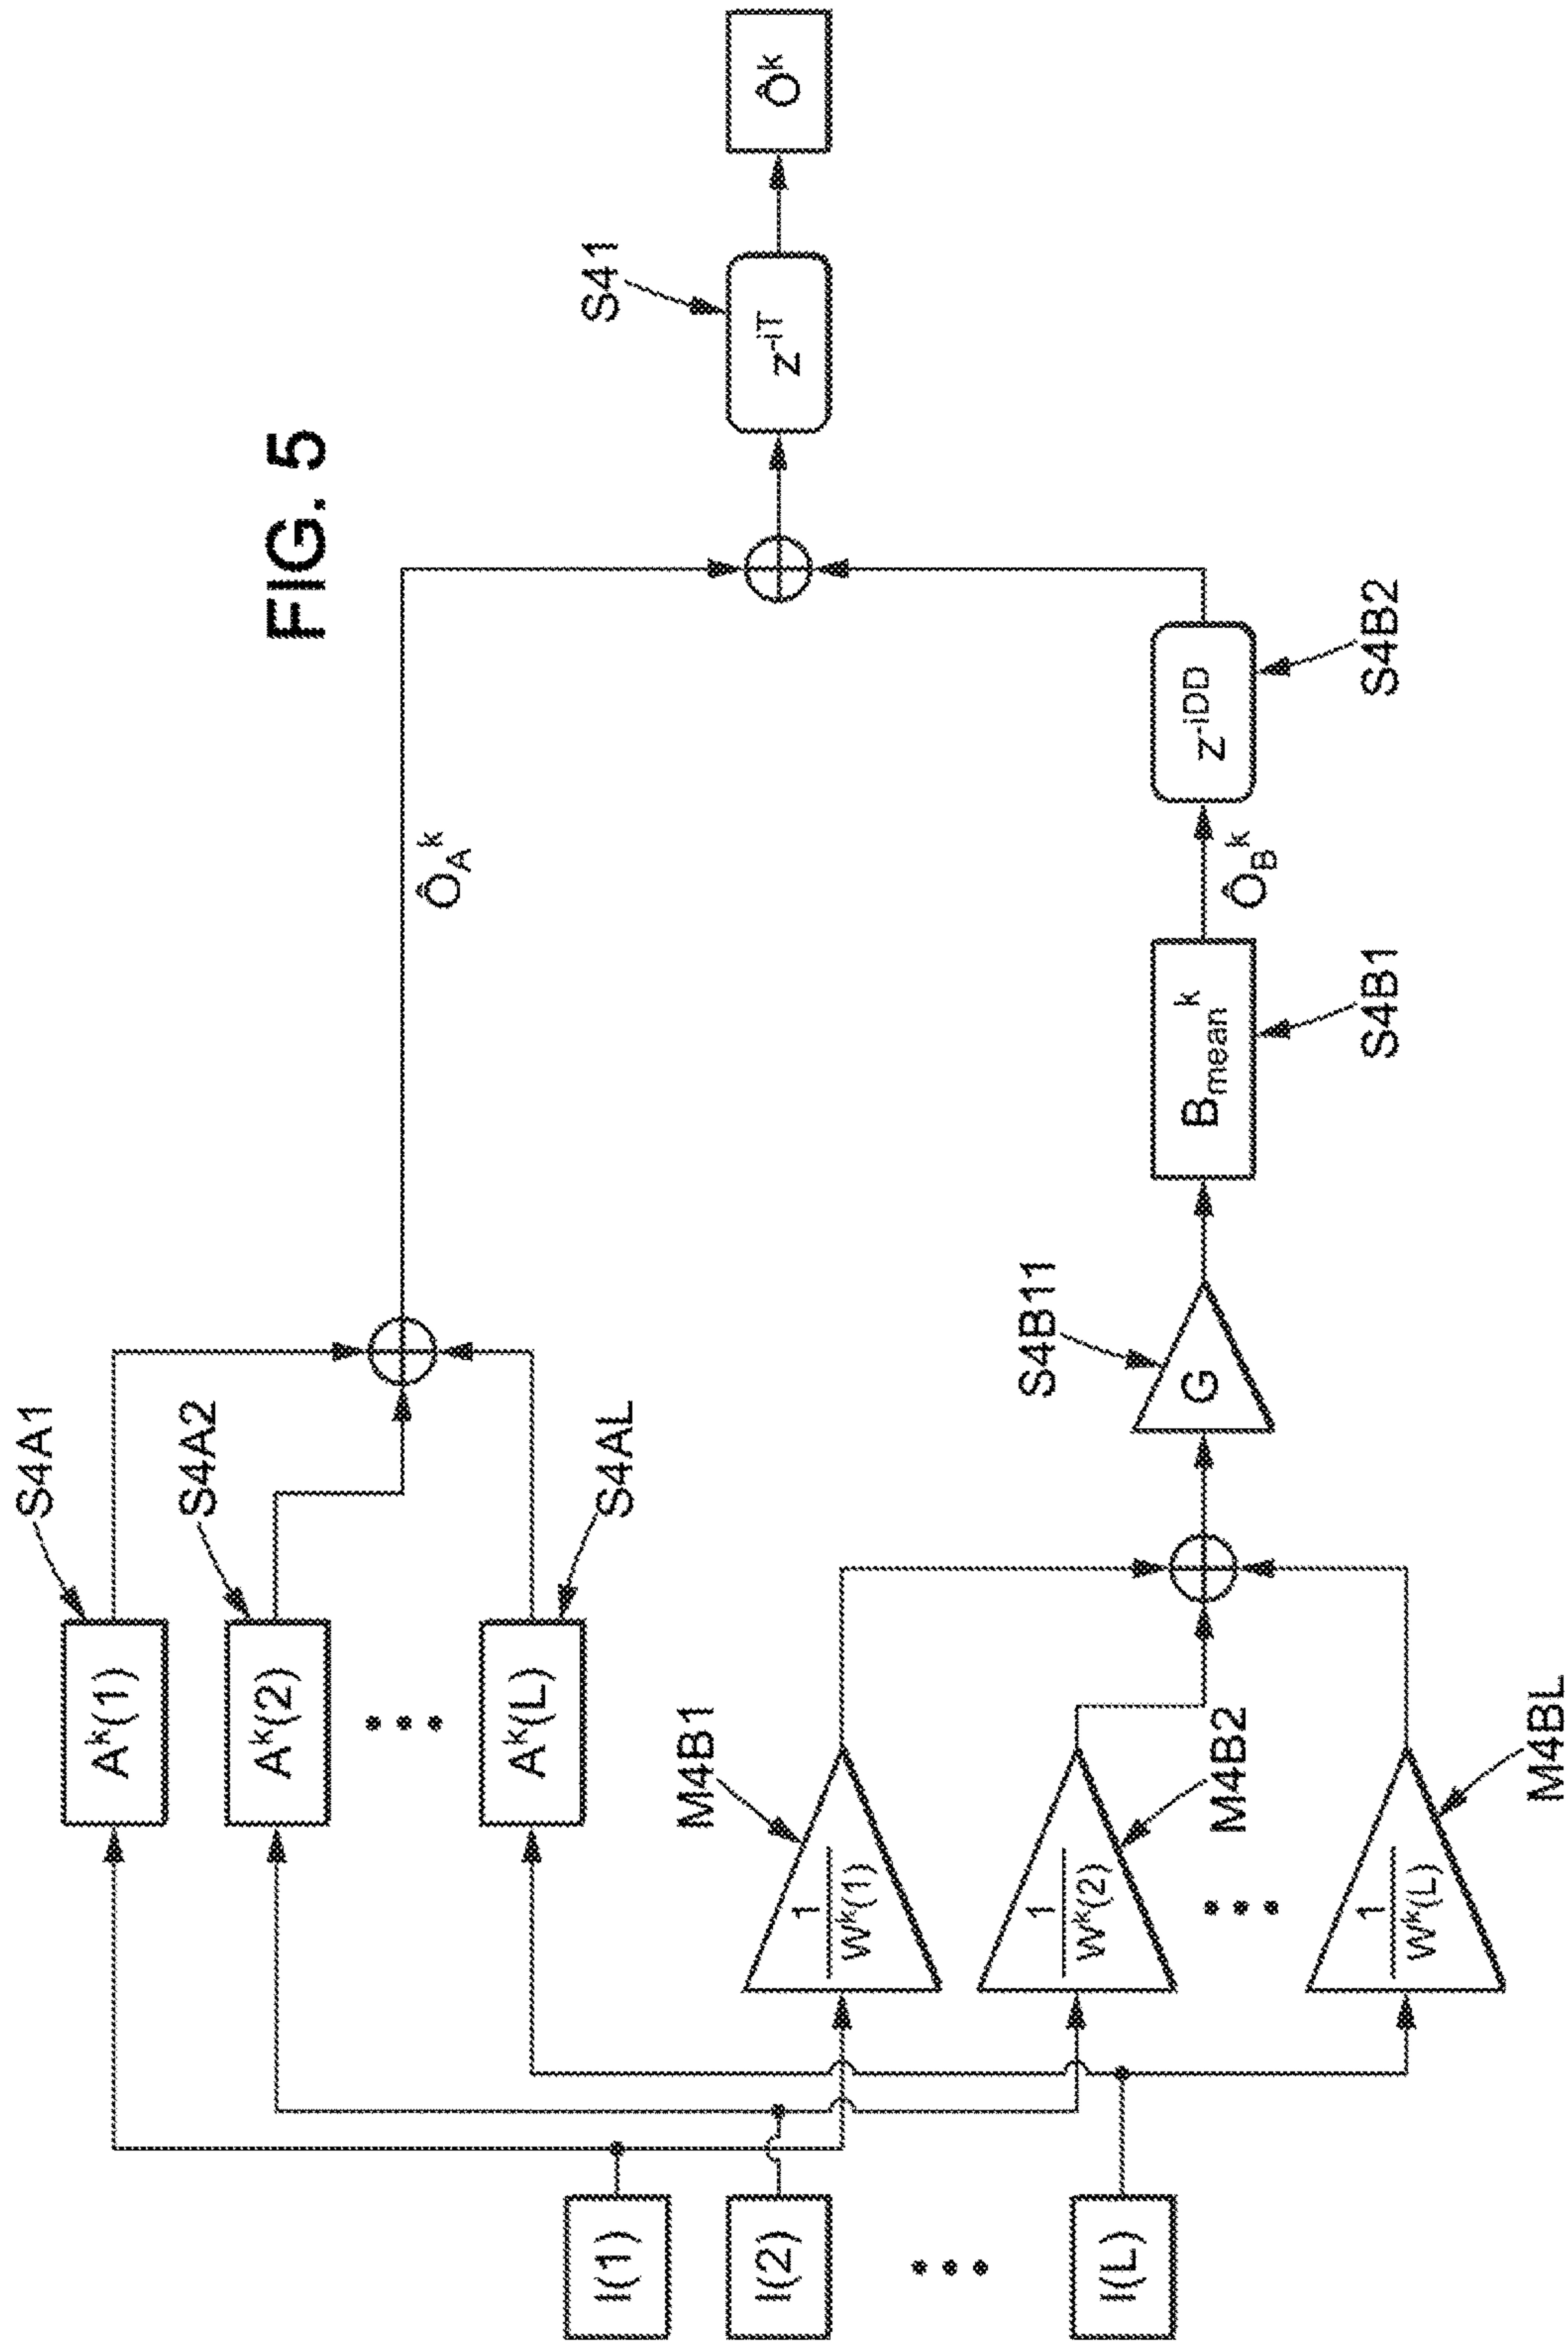 FIG. 5
I(1)
I(2)
• • •
I(L)
S4A1
A^k(1)
S4A2
A^k(2)
• • •
S4AL
A^k(L)
M4B1
1
W^k(1)
M4B2
1
W^k(2)
• • •
M4BL
1
W^k(L)
S4B11
G
B_mean^k
S4B1
Ô_A^k
Ô_B^k
z^-iDD
S4B2
S41
z^-iT
Ô^k